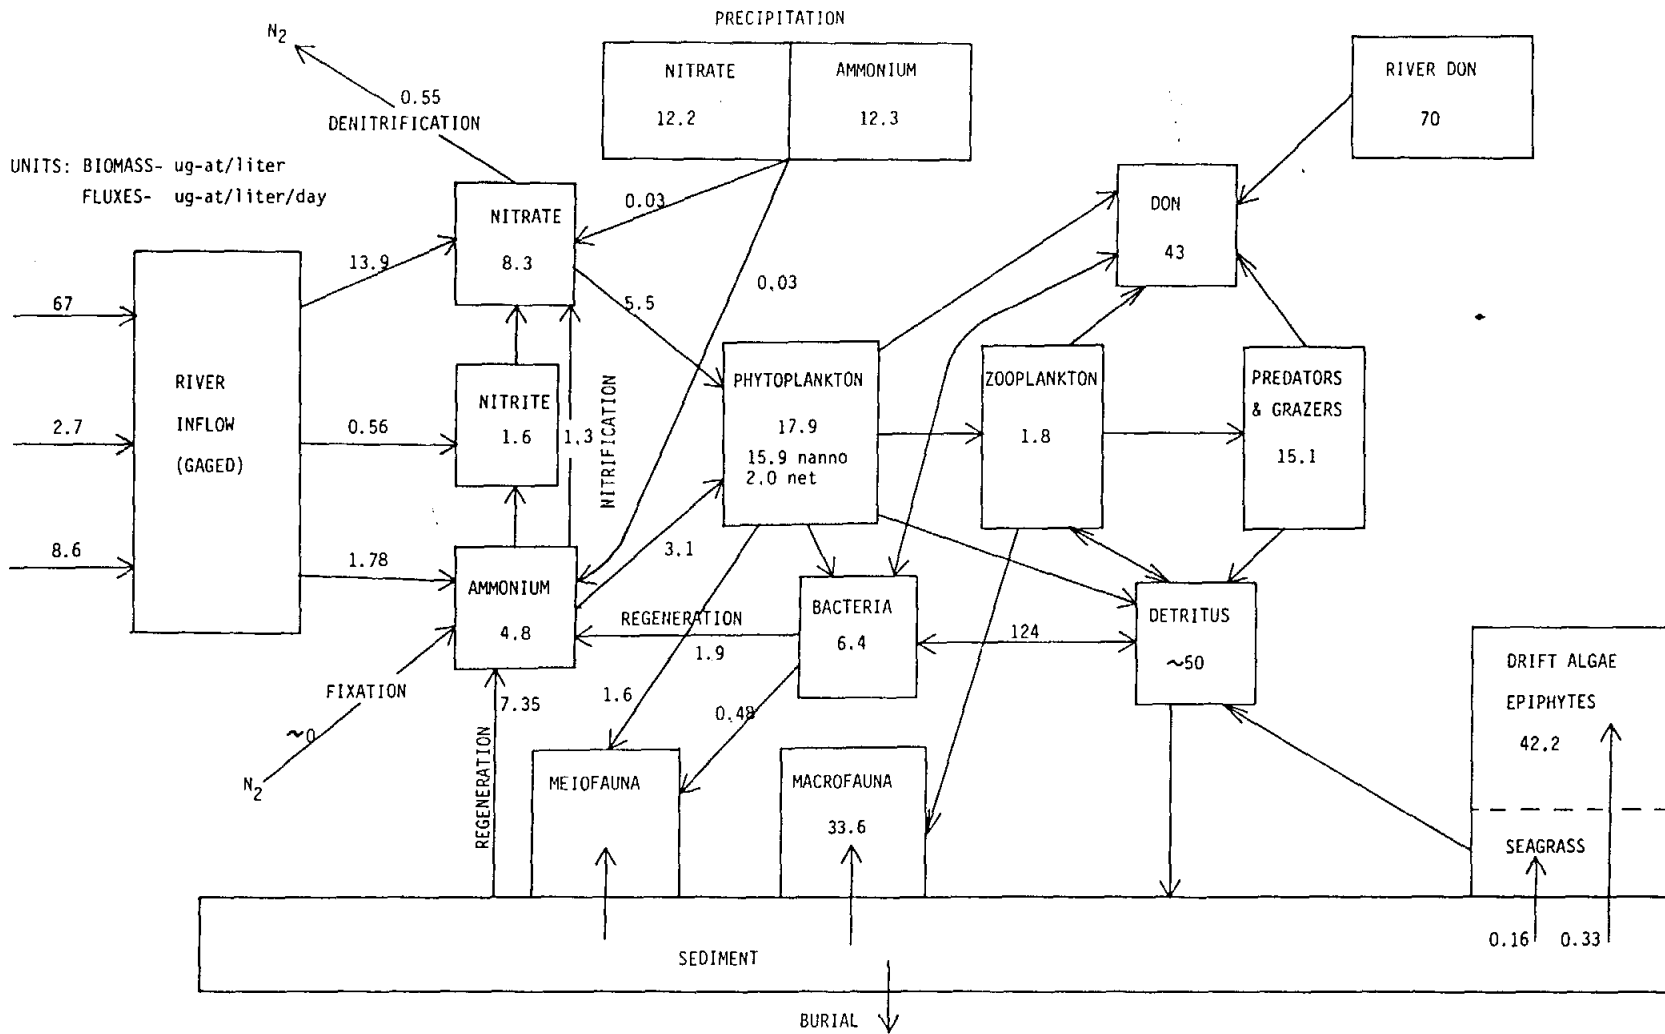 PRECIPITATION
N2
NITRATE
12.2
AMMONIUM
12.3
RIVER DON
70
0.55
DENITRIFICATION
UNITS: BIOMASS- ug-at/liter
FLUXES- ug-at/liter/day
NITRATE
8.3
0.03
DON
43
13.9
67
5.5
0.03
RIVER
INFLOW
(GAGED)
2.7
0.56
NITRITE
1.6
1.3
NITRIFICATION
PHYTOPLANKTON
17.9
15.9 nanno
2.0 net
ZOOPLANKTON
1.8
PREDATORS
& GRAZERS
15.1
8.6
1.78
AMMONIUM
4.8
3.1
REGENERATION
1.9
BACTERIA
6.4
124
DETRITUS
~50
FIXATION
~0
N2
7.35
REGENERATION
1.6
0.48
MEIOFAUNA
MACROFAUNA
33.6
DRIFT ALGAE
EPIPHYTES
42.2
SEAGRASS
0.16 0.33
SEDIMENT
BURIAL